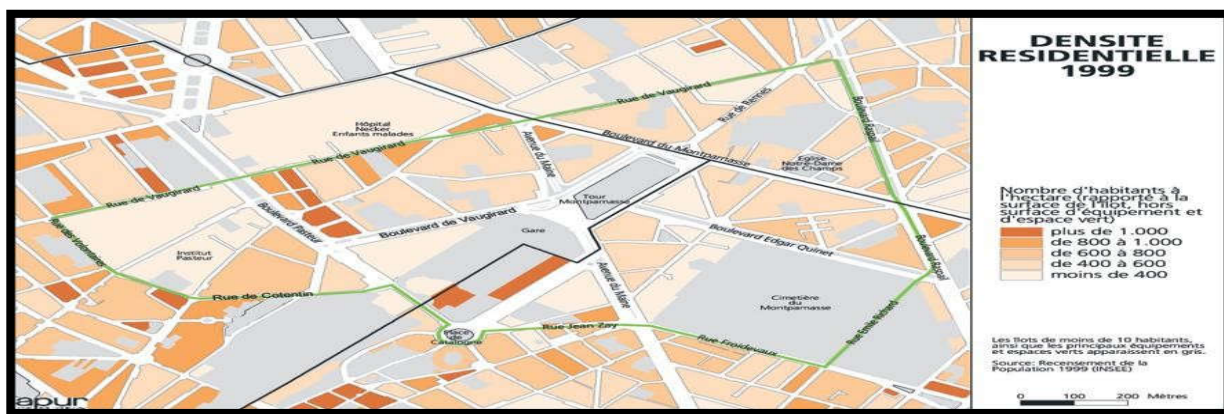 DENSITE
RESIDENTIELLE
1999
Nombre d'habitants à
l'hectare (rapporté à la
surface de l'îlot, hors
surface d'équipement et
d'espace vert)
plus de 1.000
de 800 à 1.000
de 600 à 800
de 400 à 600
moins de 400
Les îlots de moins de 10 habitants,
ainsi que les principaux équipements
et espaces verts apparaissent en gris.
Source: Recensement de la
Population 1999 (INSEE)
0 100 200 Mètres
Rue de Vaugirard
Rue de Rennes
Boulevard Raspail
Hôpital
Necker
Enfants malades
Avenue du Maine
Boulevard du Montparnasse
Rue de Vaugirard
Eglise
Notre-Dame
des Champs
Rue de Vaugirard
Tour
Montparnasse
Boulevard Pasteur
Boulevard de Vaugirard
Gare
Rue des Volontaires
Institut
Pasteur
Boulevard Edgar Quinet
Boulevard Raspail
Avenue du Maine
Rue de Cotentin
Cimetière
du
Montparnasse
Rue Emile Richard
Place
de
Catalogne
Rue Jean Zay
Rue Froidevaux
apur